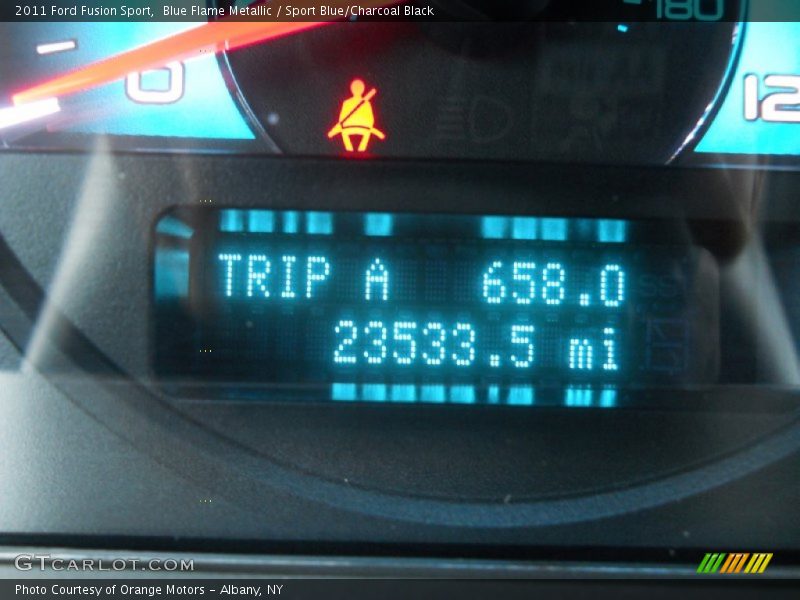 2011 Ford Fusion Sport,  Blue Flame Metallic / Sport Blue/Charcoal Black
180
0
12
TRIP A 658.0
23533.5 mi
GTCARLOT.COM
Photo Courtesy of Orange Motors - Albany, NY